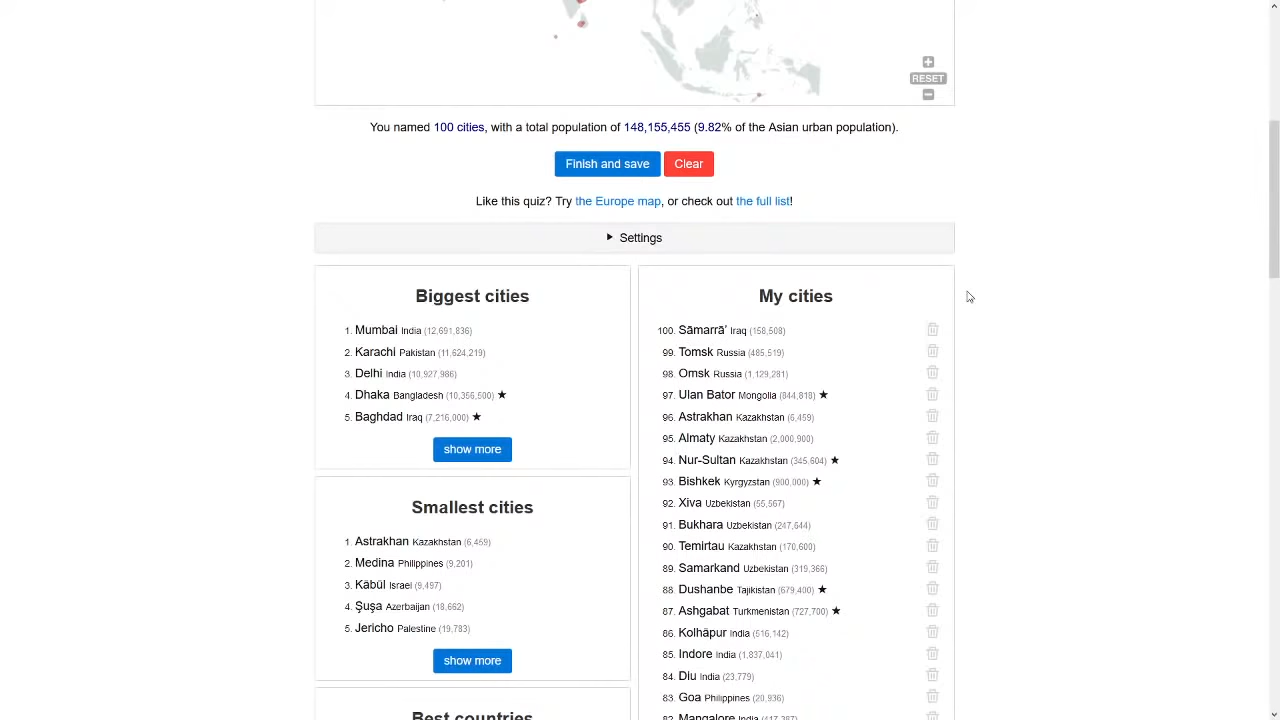 RESET
You named 100 cities, with a total population of 148,155,455 (9.82% of the Asian urban population).
Finish and save Clear
Like this quiz? Try the Europe map, or check out the full list!
Settings
Biggest cities
1. Mumbai India (12,691,836)
2. Karachi Pakistan (11,624,219)
3. Delhi India (10,927,986)
4. Dhaka Bangladesh (10,356,500) ★
5. Baghdad Iraq (7,216,000) ★
show more
Smallest cities
1. Astrakhan Kazakhstan (6,459)
2. Medina Philippines (9,201)
3. Kābūl Israel (9,497)
4. Şuşa Azerbaijan (18,662)
5. Jericho Palestine (19,783)
show more
Best countries
My cities
100. Sāmarrā' Iraq (158,508)
99. Tomsk Russia (485,519)
98. Omsk Russia (1,129,281)
97. Ulan Bator Mongolia (844,818) ★
96. Astrakhan Kazakhstan (6,459)
95. Almaty Kazakhstan (2,000,900)
94. Nur-Sultan Kazakhstan (345,604) ★
93. Bishkek Kyrgyzstan (900,000) ★
92. Xiva Uzbekistan (55,567)
91. Bukhara Uzbekistan (247,644)
90. Temirtau Kazakhstan (170,600)
89. Samarkand Uzbekistan (319,366)
88. Dushanbe Tajikistan (679,400) ★
87. Ashgabat Turkmenistan (727,700) ★
86. Kolhāpur India (516,142)
85. Indore India (1,837,041)
84. Diu India (23,779)
83. Goa Philippines (20,936)
82. Mangalore India (417,387)